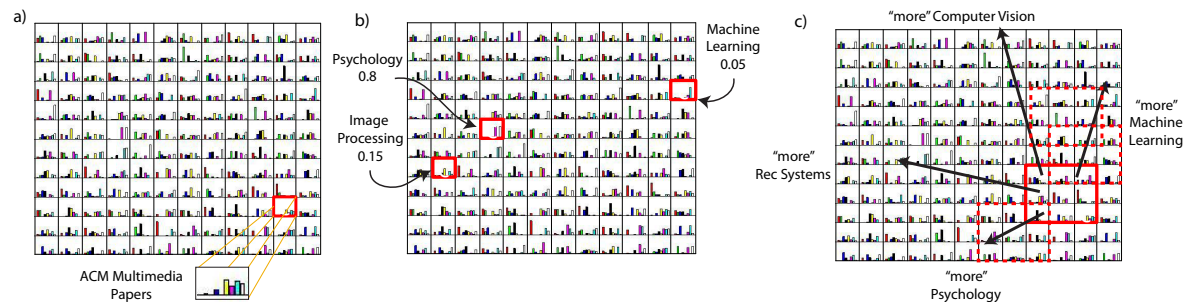 a)
ACM Multimedia
Papers
b)
Psychology
0.8
Image
Processing
0.15
Machine
Learning
0.05
c)
“more” Computer Vision
“more”
Machine
Learning
“more”
Rec Systems
“more”
Psychology